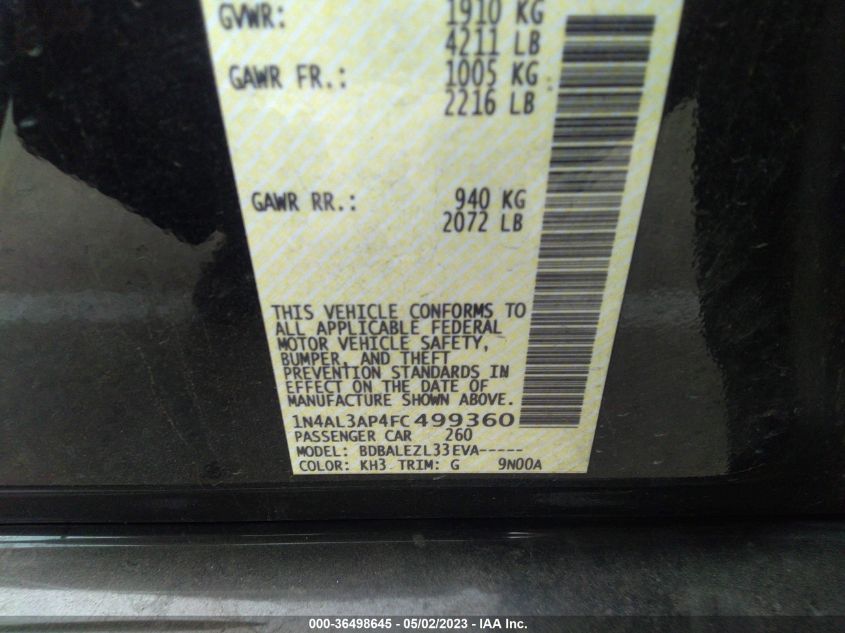 GVWR: 1910 KG
4211 LB
GAWR FR.: 1005 KG
2216 LB
GAWR RR.: 940 KG
2072 LB
THIS VEHICLE CONFORMS TO
ALL APPLICABLE FEDERAL
MOTOR VEHICLE SAFETY,
BUMPER, AND THEFT
PREVENTION STANDARDS IN
EFFECT ON THE DATE OF
MANUFACTURE SHOWN ABOVE.
1N4AL3AP4FC499360
PASSENGER CAR 260
MODEL: BDBALEZL33EVA-----
COLOR: KH3 TRIM: G 9N00A
000-36498645 - 05/02/2023 - IAA Inc.